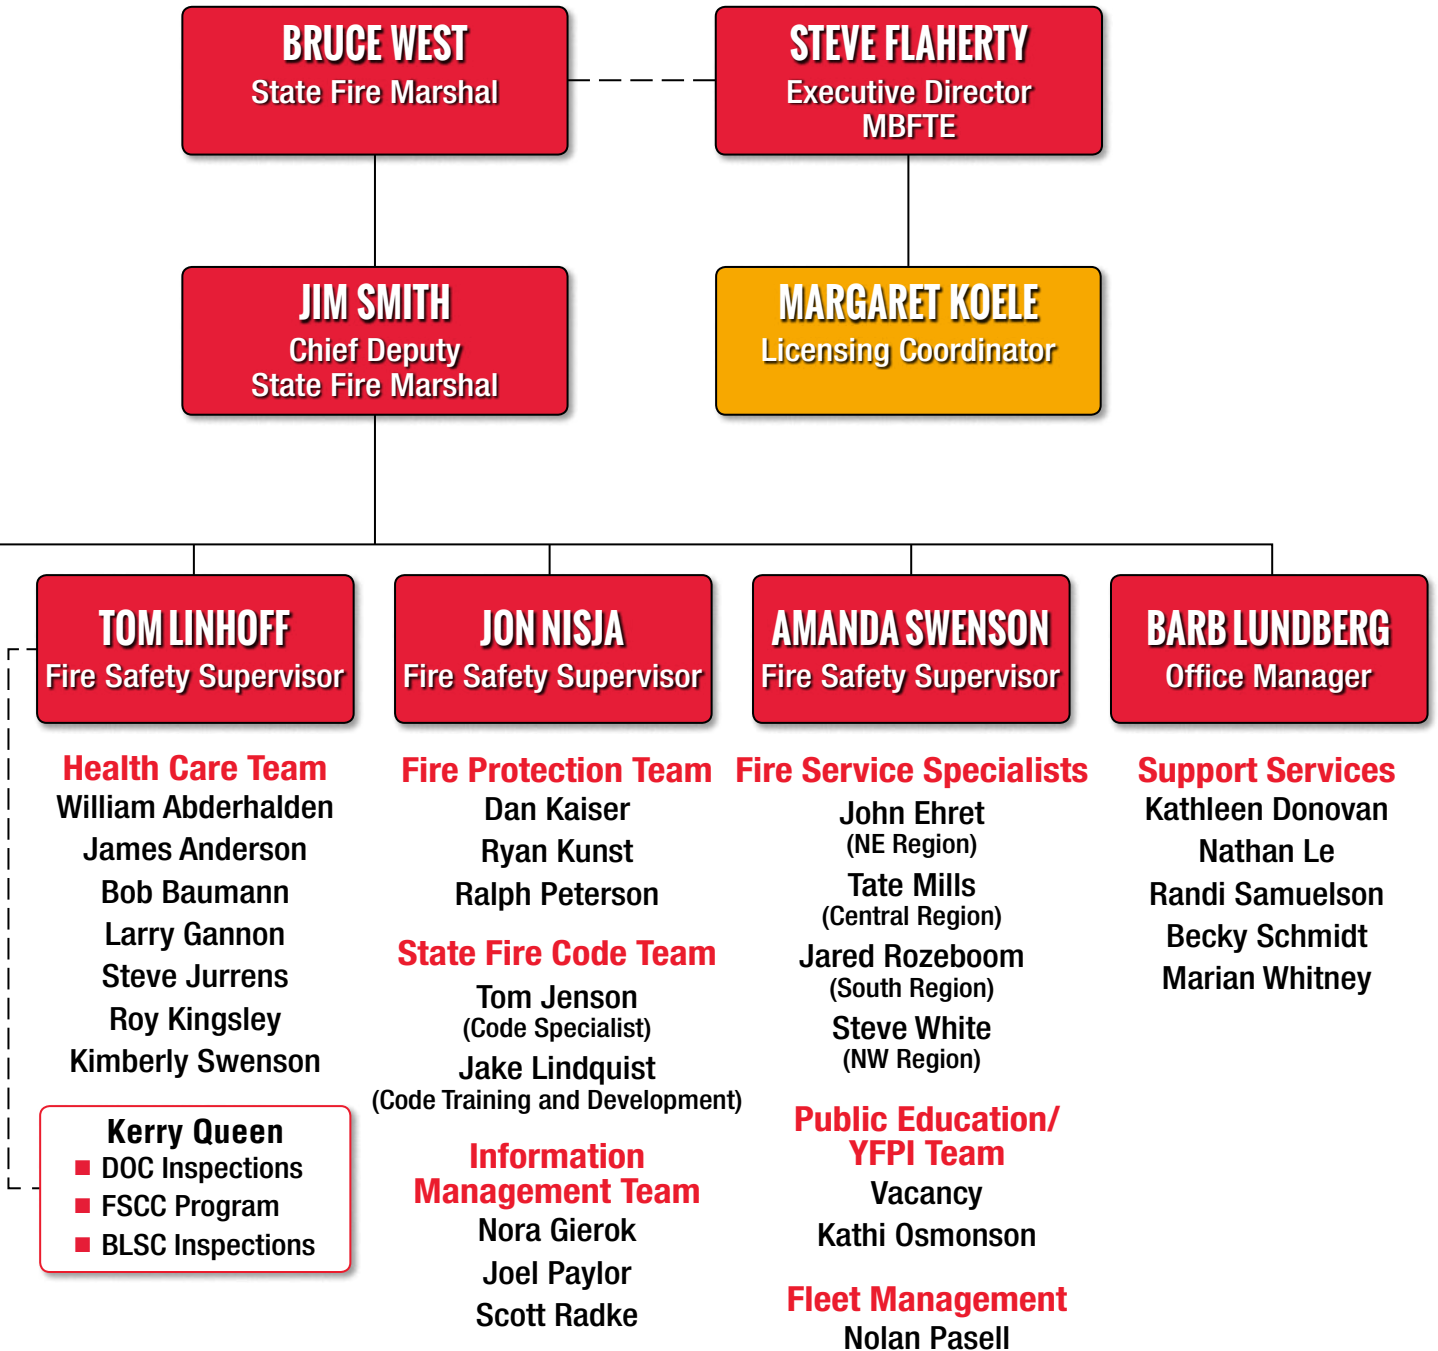 BRUCE WEST
State Fire Marshal
STEVE FLAHERTY
Executive Director
MBFTE
JIM SMITH
Chief Deputy
State Fire Marshal
MARGARET KOELE
Licensing Coordinator
TOM LINHOFF
Fire Safety Supervisor
Health Care Team
William Abderhalden
James Anderson
Bob Baumann
Larry Gannon
Steve Jurrens
Roy Kingsley
Kimberly Swenson
Kerry Queen
DOC Inspections
FSCC Program
BLSC Inspections
JON NISJA
Fire Safety Supervisor
Fire Protection Team
Dan Kaiser
Ryan Kunst
Ralph Peterson
State Fire Code Team
Tom Jenson
(Code Specialist)
Jake Lindquist
(Code Training and Development)
Information
Management Team
Nora Gierok
Joel Paylor
Scott Radke
AMANDA SWENSON
Fire Safety Supervisor
Fire Service Specialists
John Ehret
(NE Region)
Tate Mills
(Central Region)
Jared Rozeboom
(South Region)
Steve White
(NW Region)
Public Education/
YFPI Team
Vacancy
Kathi Osmonson
Fleet Management
Nolan Pasell
BARB LUNDBERG
Office Manager
Support Services
Kathleen Donovan
Nathan Le
Randi Samuelson
Becky Schmidt
Marian Whitney